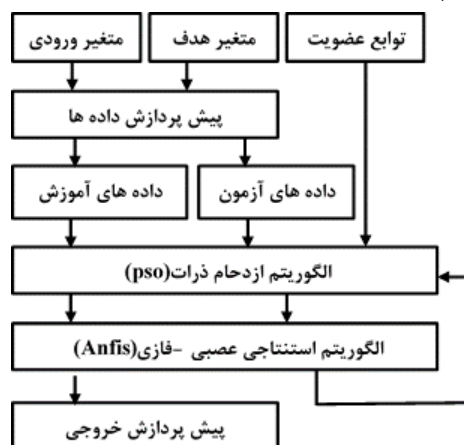 توابع عضویت
متغیر هدف
متغیر ورودی
پیش پردازش داده ها
داده های آزمون
داده های آموزش
الگوریتم ازدحام ذرات(pso)
الگوریتم استنتاجی عصبی -فازی(Anfis)
پیش پردازش خروجی